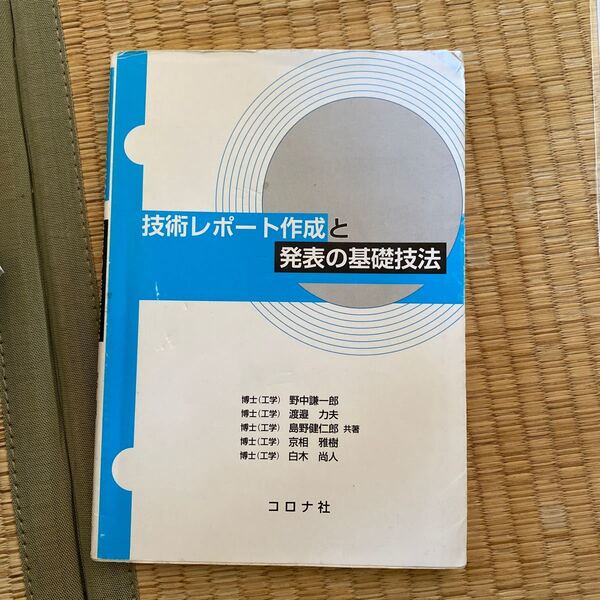 技術レポート作成と
発表の基礎技法
博士(工学) 野中謙一郎
博士(工学) 渡邉 力夫
博士(工学) 島野健仁郎 共著
博士(工学) 京相 雅樹
博士(工学) 白木 尚人
コロナ社